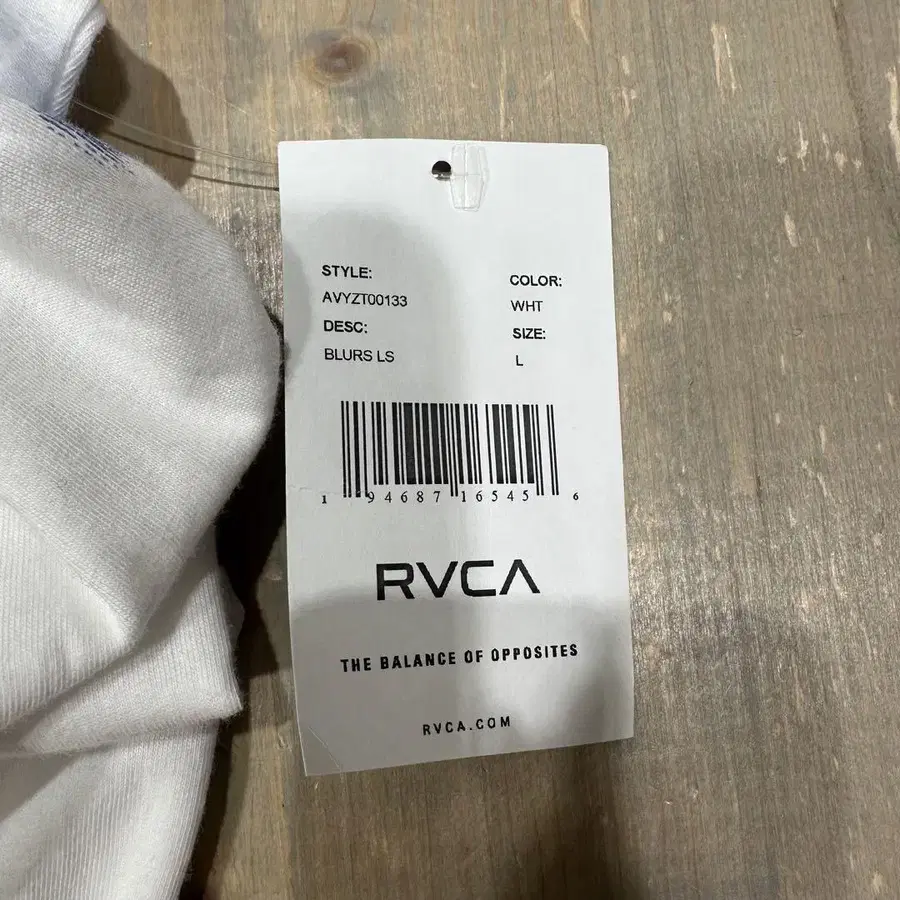 STYLE:
AVYZT00133
DESC:
BLURS LS
COLOR:
WHT
SIZE:
L
1 94687 16545 6
RVCA
THE BALANCE OF OPPOSITES
RVCA.COM